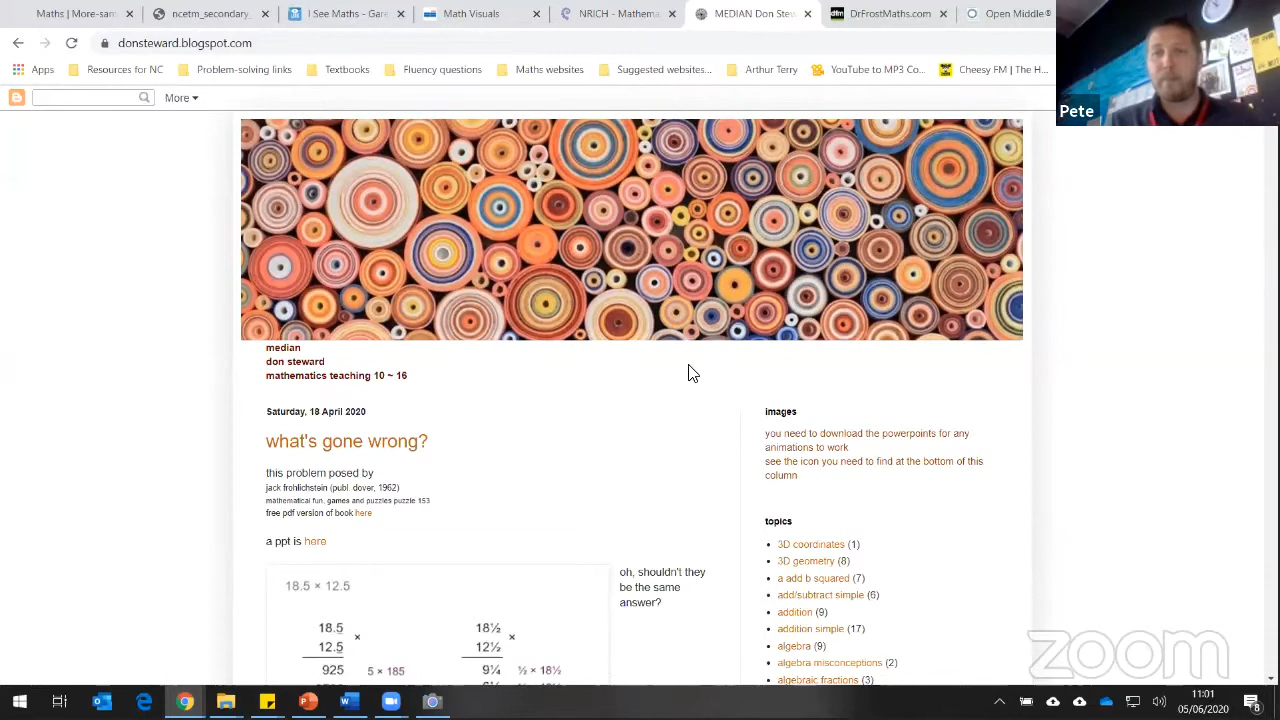 Maths | More-sam
ncetm_secondary_
I See Maths - Gare
Math Visuals
NRICH - Mathema
MEDIAN Don Stew
DrFrostMaths.com
Open Middle®
donsteward.blogspot.com
Apps
Resources for NC
Problem-solving links
Textbooks
Fluency questions
Maths websites
Suggested websites...
Arthur Terry
YouTube to MP3 Co...
Cheesy FM | The H...
More
Pete
median
don steward
mathematics teaching 10 ~ 16
Saturday, 18 April 2020
what's gone wrong?
this problem posed by
jack frohlichstein (publ. dover, 1962)
mathematical fun, games and puzzles puzzle 153
free pdf version of book here
a ppt is here
18.5 × 12.5
18.5 ×
12.5
925 5 × 185
18½ ×
12½
9¼ ½ × 18½
oh, shouldn't they
be the same
answer?
images
you need to download the powerpoints for any
animations to work
see the icon you need to find at the bottom of this
column
topics
3D coordinates (1)
3D geometry (8)
a add b squared (7)
add/subtract simple (6)
addition (9)
addition simple (17)
algebra (9)
algebra misconceptions (2)
algebraic fractions (3)
zoom
11:01
05/06/2020